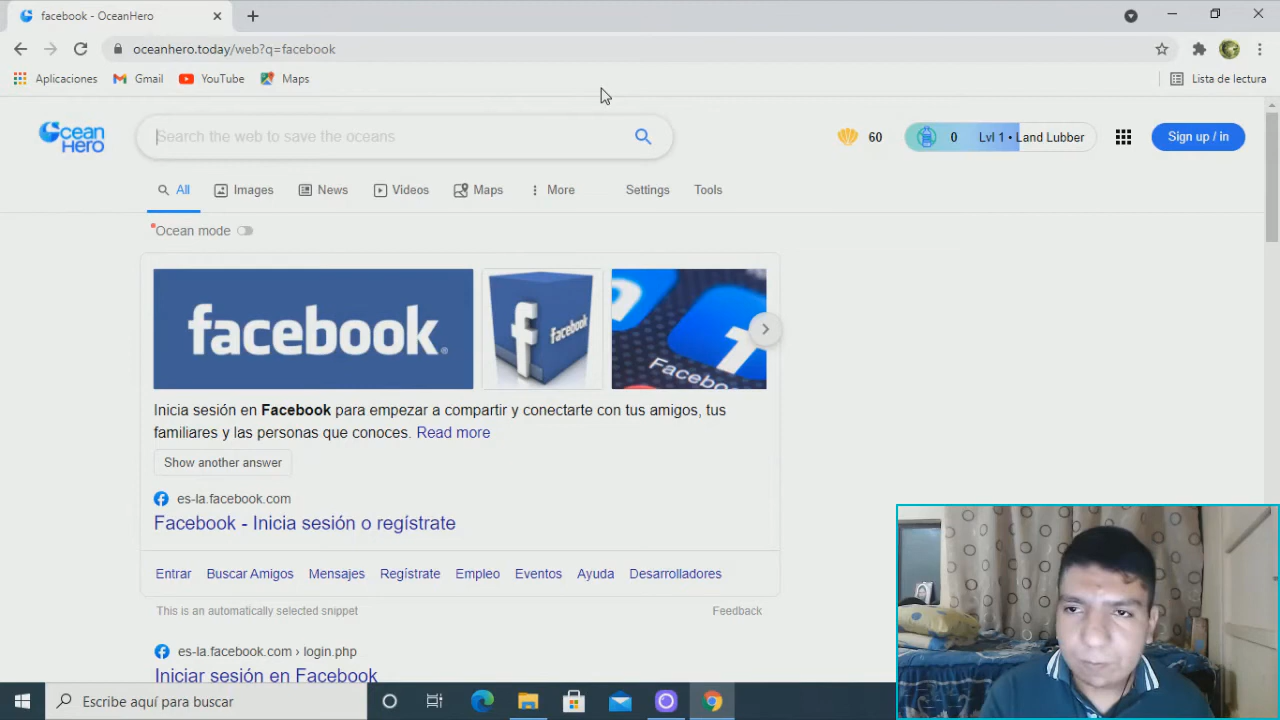 facebook - OceanHero
oceanhero.today/web?q=facebook
Aplicaciones Gmail YouTube Maps Lista de lectura
Ocean Hero
Search the web to save the oceans
60 0 Lvl 1 • Land Lubber Sign up / in
All Images News Videos Maps More Settings Tools
Ocean mode
facebook
facebook
Facebo
Inicia sesión en Facebook para empezar a compartir y conectarte con tus amigos, tus
familiares y las personas que conoces. Read more
Show another answer
es-la.facebook.com
Facebook - Inicia sesión o regístrate
Entrar Buscar Amigos Mensajes Regístrate Empleo Eventos Ayuda Desarrolladores
This is an automatically selected snippet Feedback
es-la.facebook.com › login.php
Iniciar sesión en Facebook
Escribe aquí para buscar